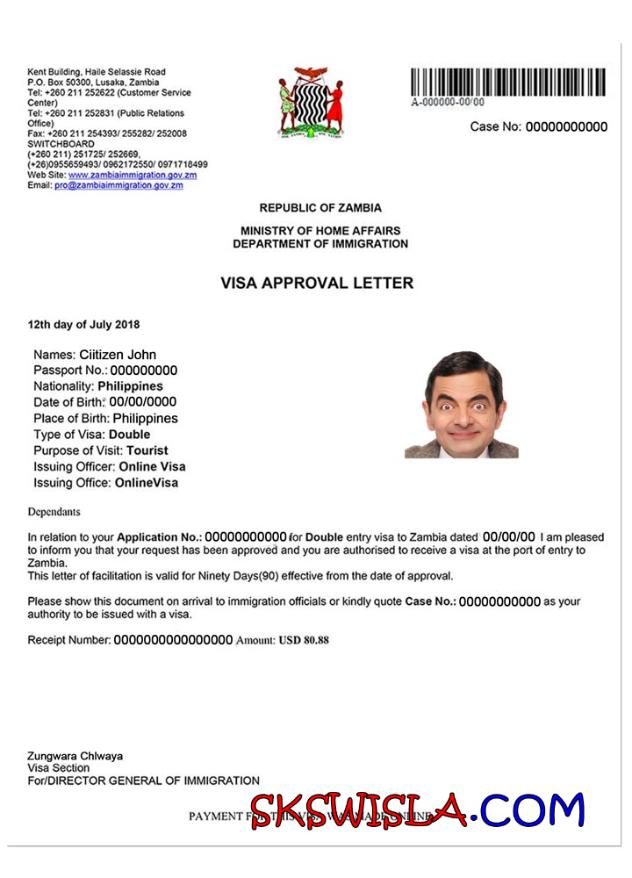 Kent Building, Haile Selassie Road
P.O. Box 50300, Lusaka, Zambia
Tel: +260 211 252622 (Customer Service
Center)
Tel: +260 211 252831 (Public Relations
Office)
Fax: +260 211 254393/ 255282/ 252008
SWITCHBOARD
(+260 211) 251725/ 252669,
(+26)0955659493/ 0962172550/ 0971718499
Web Site: www.zambiaimmigration.gov.zm
Email: pro@zambiaimmigration.gov.zm
A-000000-00/00
Case No: 00000000000
REPUBLIC OF ZAMBIA
MINISTRY OF HOME AFFAIRS
DEPARTMENT OF IMMIGRATION
VISA APPROVAL LETTER
12th day of July 2018
Names: Ciitizen John
Passport No.: 000000000
Nationality: Philippines
Date of Birth: 00/00/0000
Place of Birth: Philippines
Type of Visa: Double
Purpose of Visit: Tourist
Issuing Officer: Online Visa
Issuing Office: OnlineVisa
Dependants
In relation to your Application No.: 00000000000 for Double entry visa to Zambia dated 00/00/00 I am pleased
to inform you that your request has been approved and you are authorised to receive a visa at the port of entry to
Zambia.
This letter of facilitation is valid for Ninety Days(90) effective from the date of approval.
Please show this document on arrival to immigration officials or kindly quote Case No.: 00000000000 as your
authority to be issued with a visa.
Receipt Number: 0000000000000000 Amount: USD 80.88
Zungwara Chlwaya
Visa Section
For/DIRECTOR GENERAL OF IMMIGRATION
PAYMENT FOR THIS VISA WAS MADE ONLINE
SKSWISLA.COM